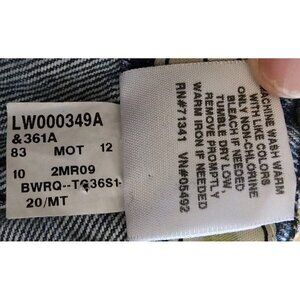 LW000349A
&361A
83 MOT 12
10 2MR09
BWRQ--TG36S1
20/MT
MACHINE WASH WARM
WITH LIKE COLORS
ONLY NON-CHLORINE
BLEACH IF NEEDED
TUMBLE DRY LOW
REMOVE PROMPTLY
WARM IRON IF NEEDED
RN#71341 VN#05492